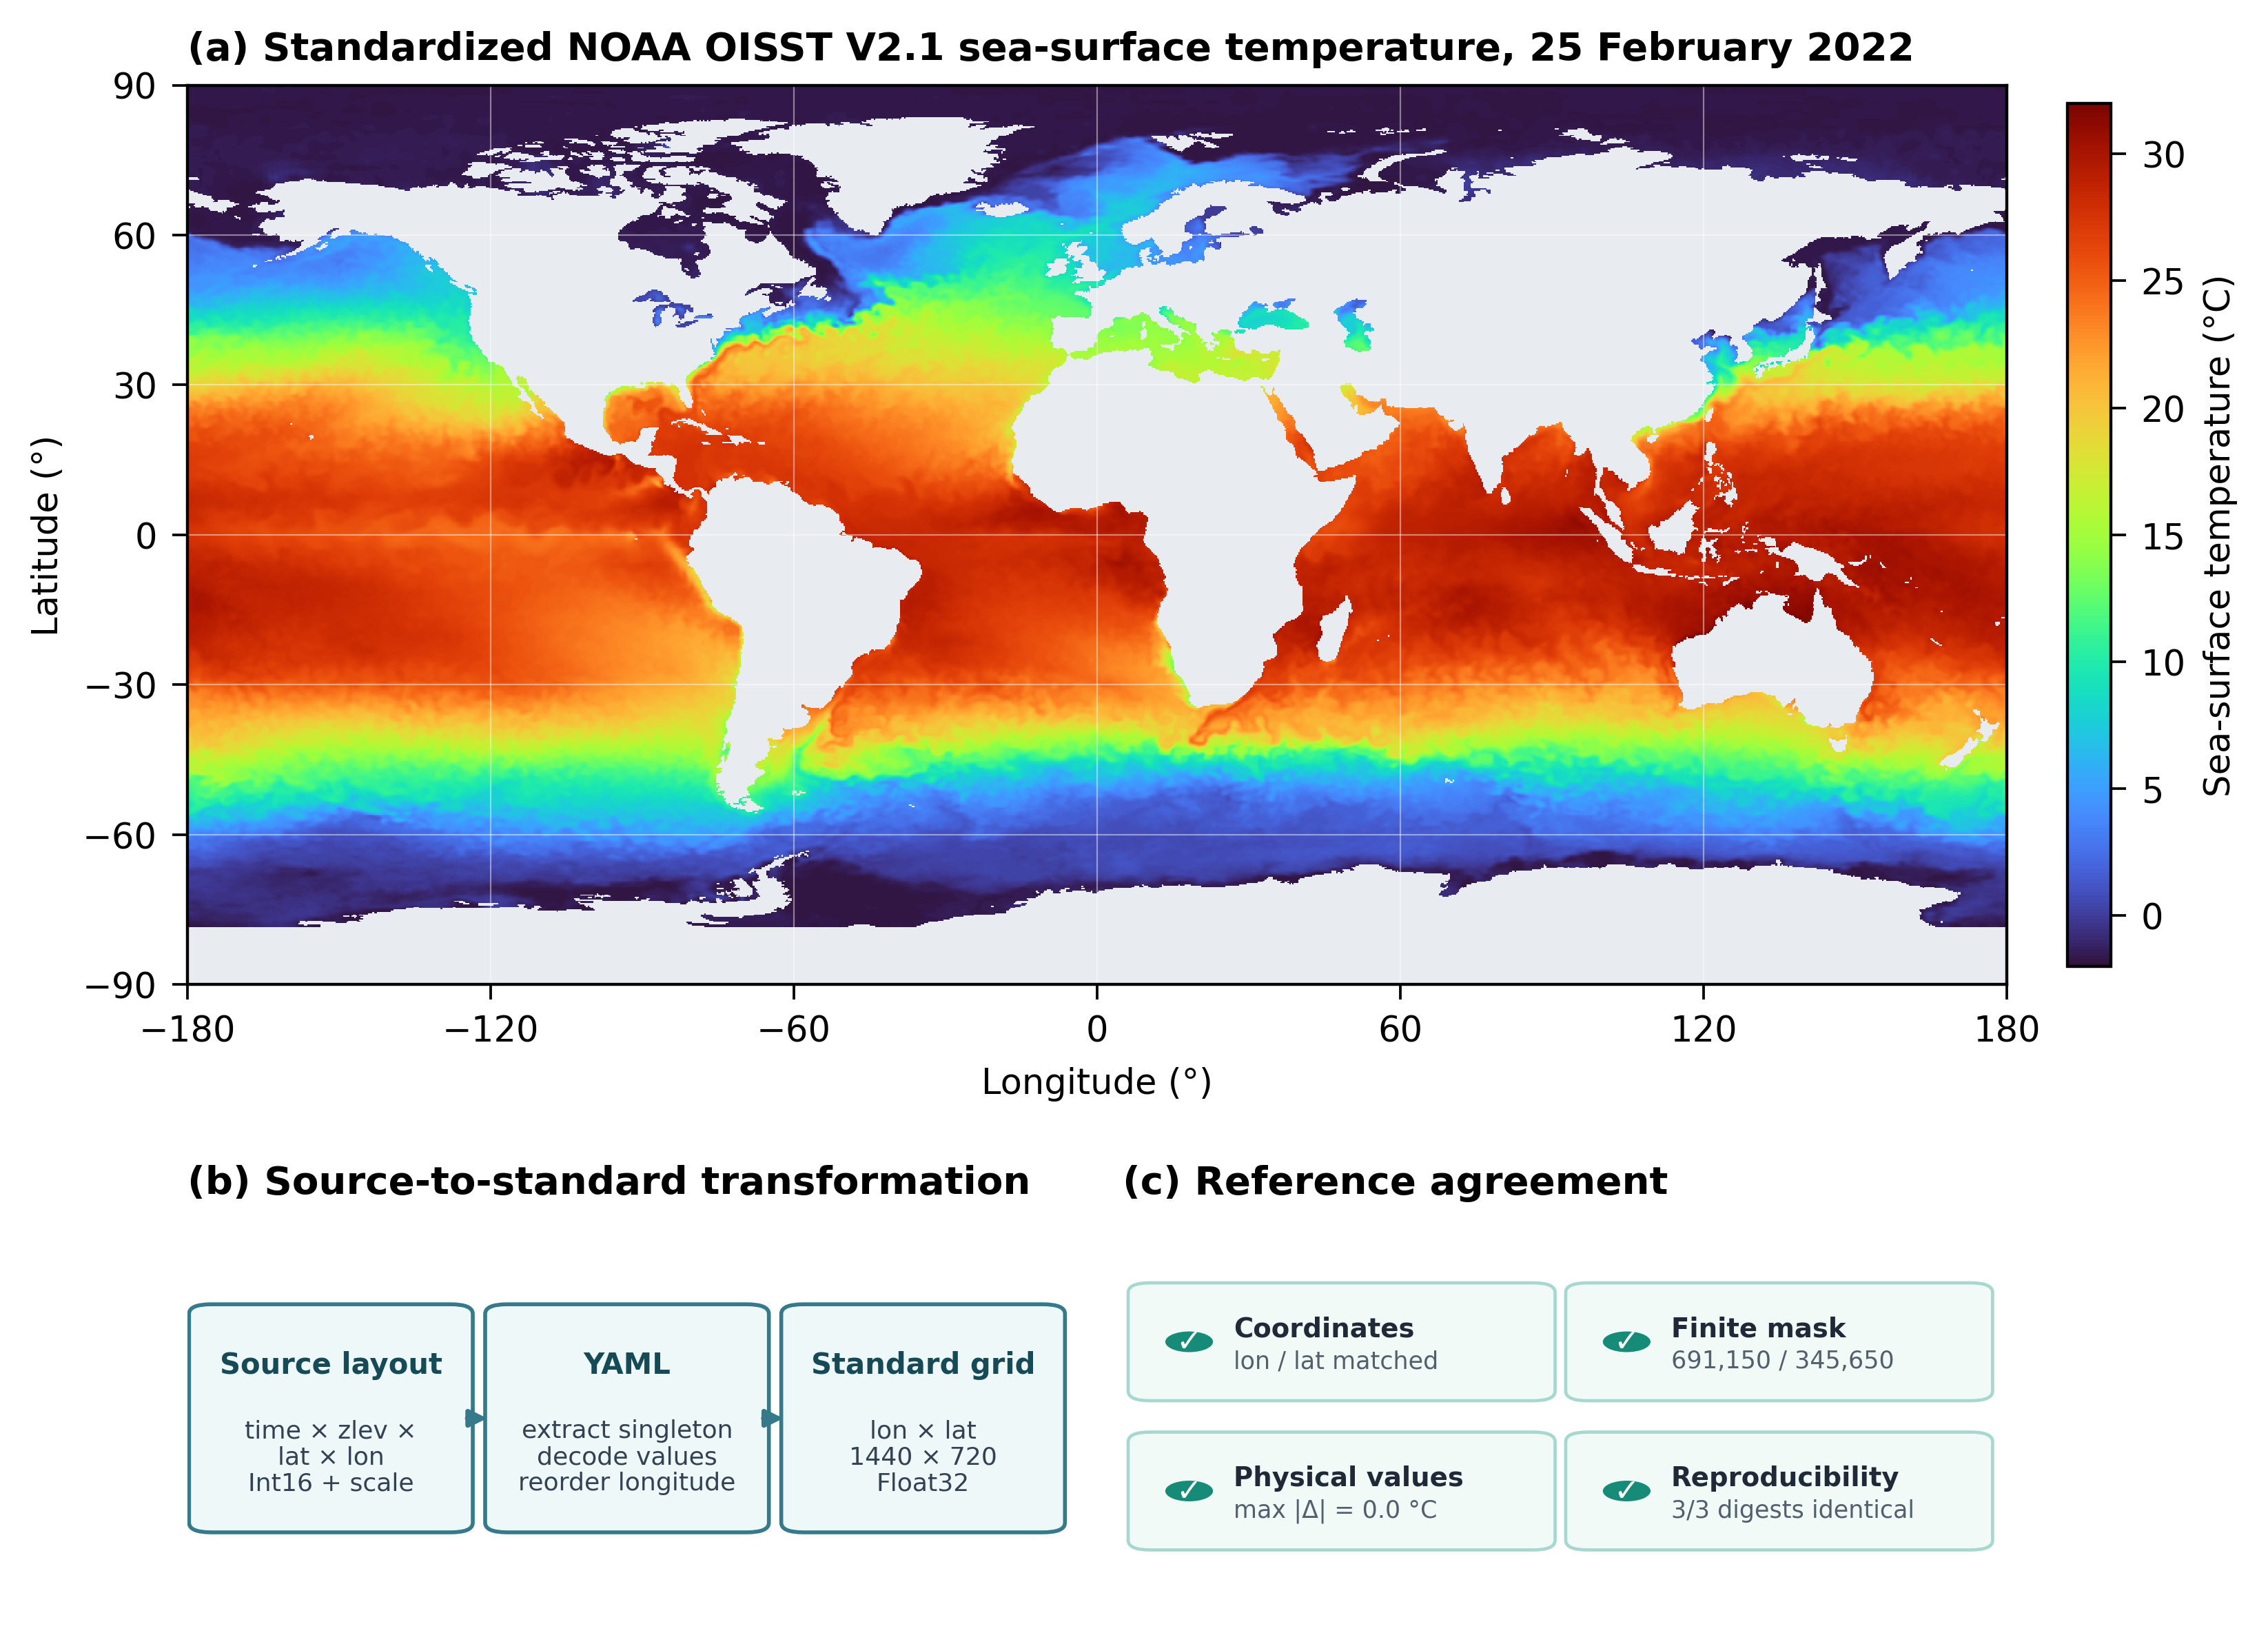 (a) Standardized NOAA OISST V2.1 sea-surface temperature, 25 February 2022
90
60
30
0
−30
−60
−90
Latitude (°)
−180
−120
−60
0
60
120
180
Longitude (°)
30
25
20
15
10
5
0
Sea-surface temperature (°C)
(b) Source-to-standard transformation
Source layout
time × zlev ×
lat × lon
Int16 + scale
YAML
extract singleton
decode values
reorder longitude
Standard grid
lon × lat
1440 × 720
Float32
(c) Reference agreement
✓ Coordinates
lon / lat matched
✓ Finite mask
691,150 / 345,650
✓ Physical values
max |Δ| = 0.0 °C
✓ Reproducibility
3/3 digests identical